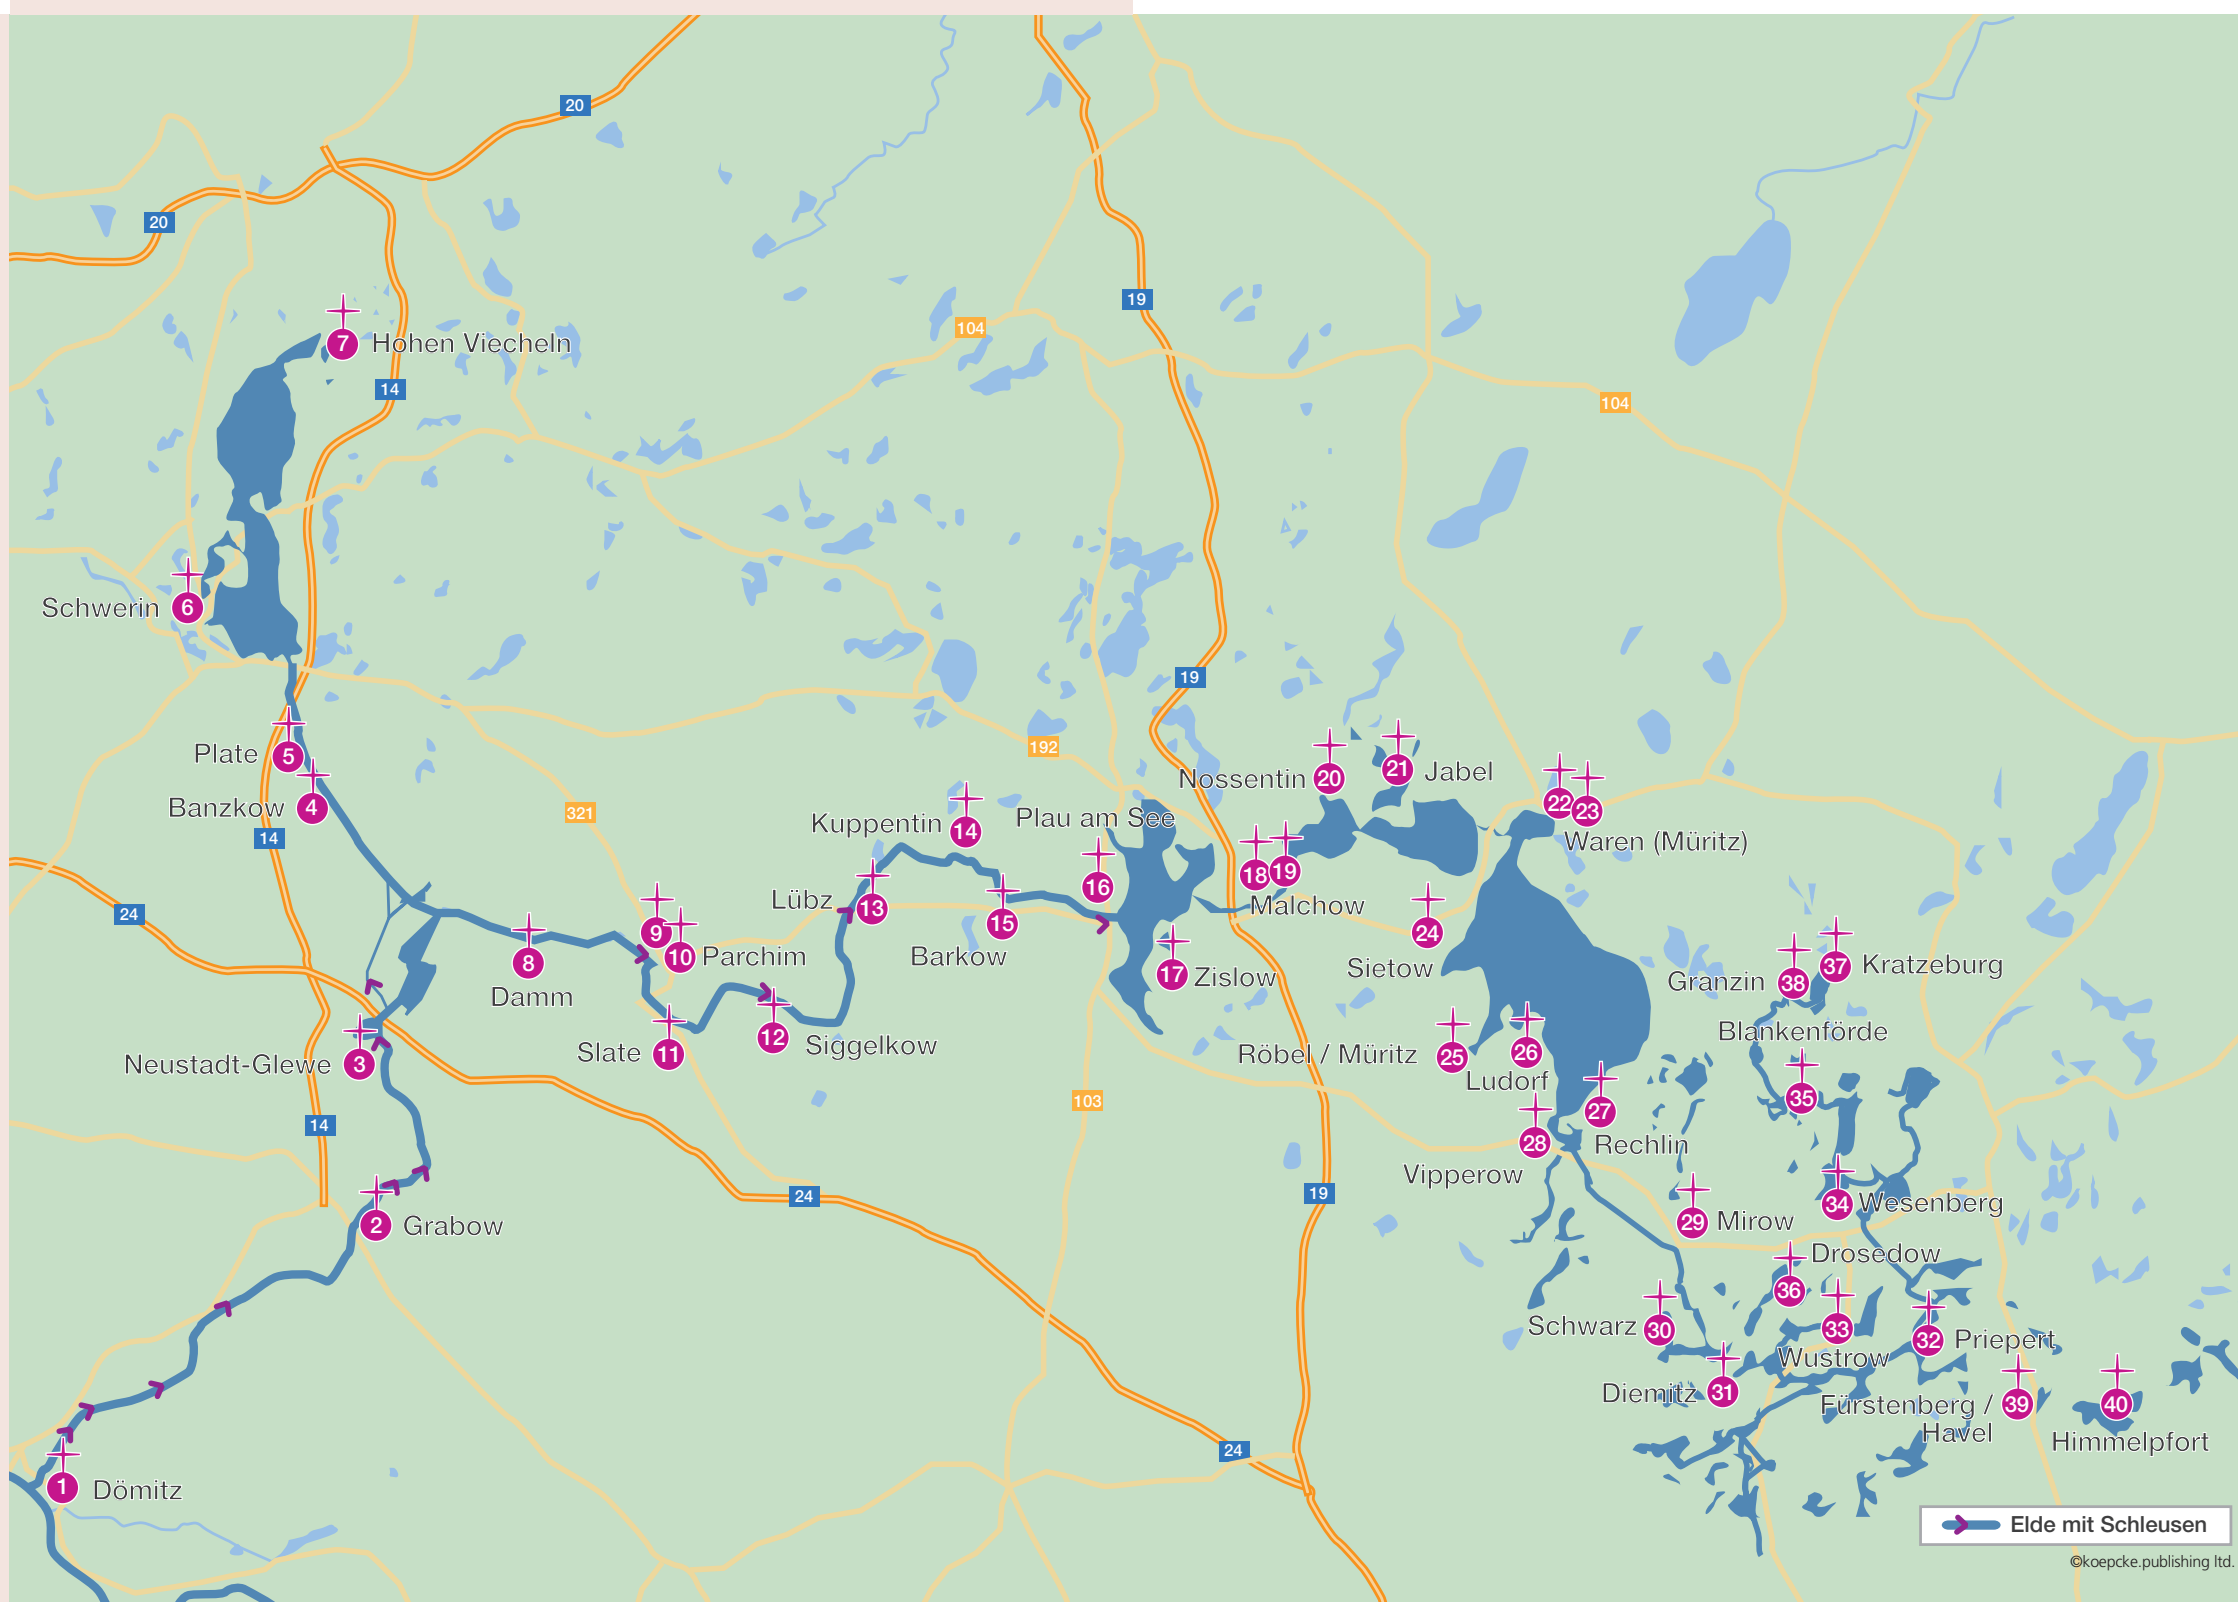 20
20
19
7 Hohen Viecheln
104
14
104
6 Schwerin
19
5 Plate
192
20 Nossentin
21 Jabel
4 Banzkow
321
22 23
Waren (Müritz)
14
Kuppentin 14
Plau am See
16
18 19
Malchow
Lübz 13
24
15
Barkow
9
10 Parchim
8
Damm
24
Sietow
17 Zislow
37 Kratzeburg
Granzin 38
Blankenförde
35
Neustadt-Glewe 3
Slate 11
12 Siggelkow
Röbel / Müritz 25
26
Ludorf
27
Rechlin
103
14
28
Vipperow
24
19
2 Grabow
29 Mirow
34 Wesenberg
Drosedow
36
Schwarz 30
33
Wustrow
32 Priepert
Diemitz 31
Fürstenberg /
Havel
39
40
Himmelpfort
24
1 Dömitz
Elde mit Schleusen
©koepcke.publishing ltd.